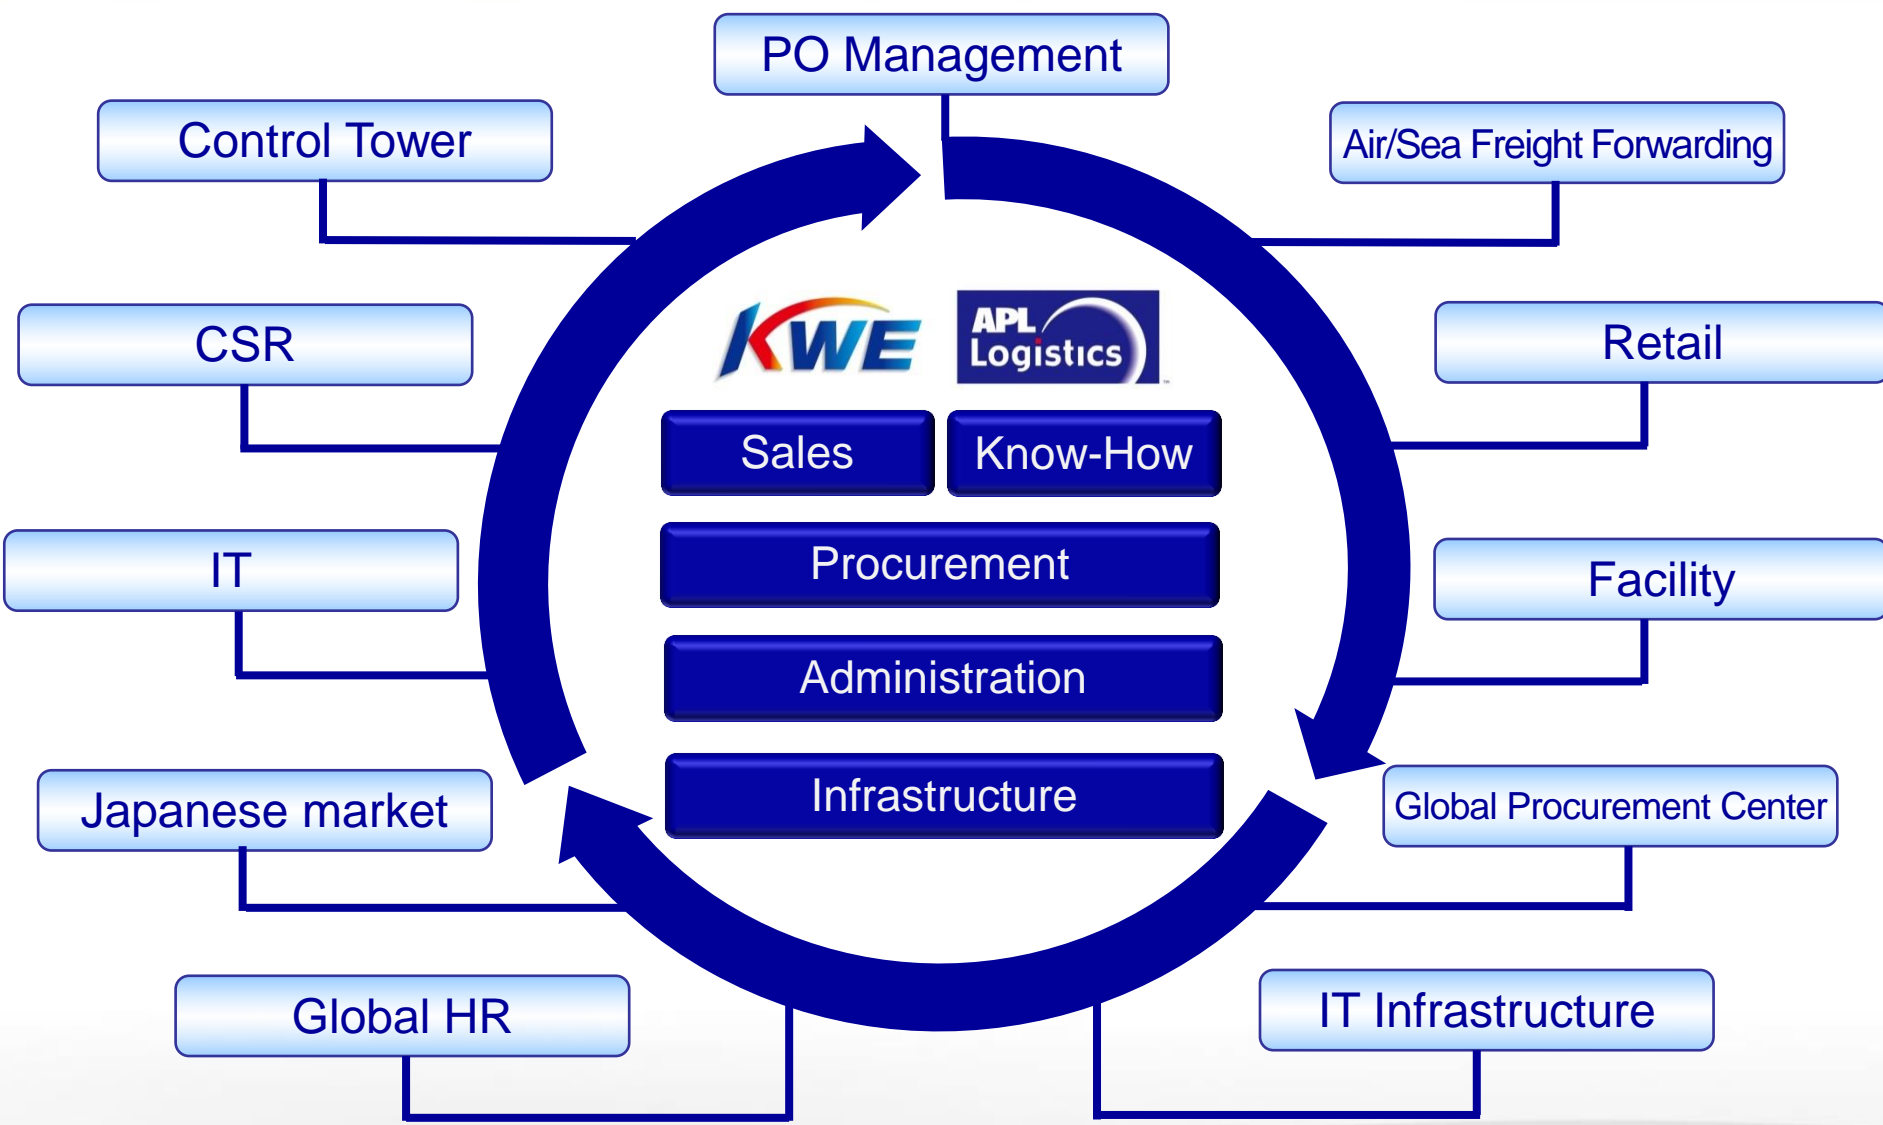 PO Management
Control Tower
Air/Sea Freight Forwarding
CSR
KWE
APL
Logistics
™
Retail
Sales
Know-How
IT
Procurement
Facility
Administration
Japanese market
Infrastructure
Global Procurement Center
Global HR
IT Infrastructure